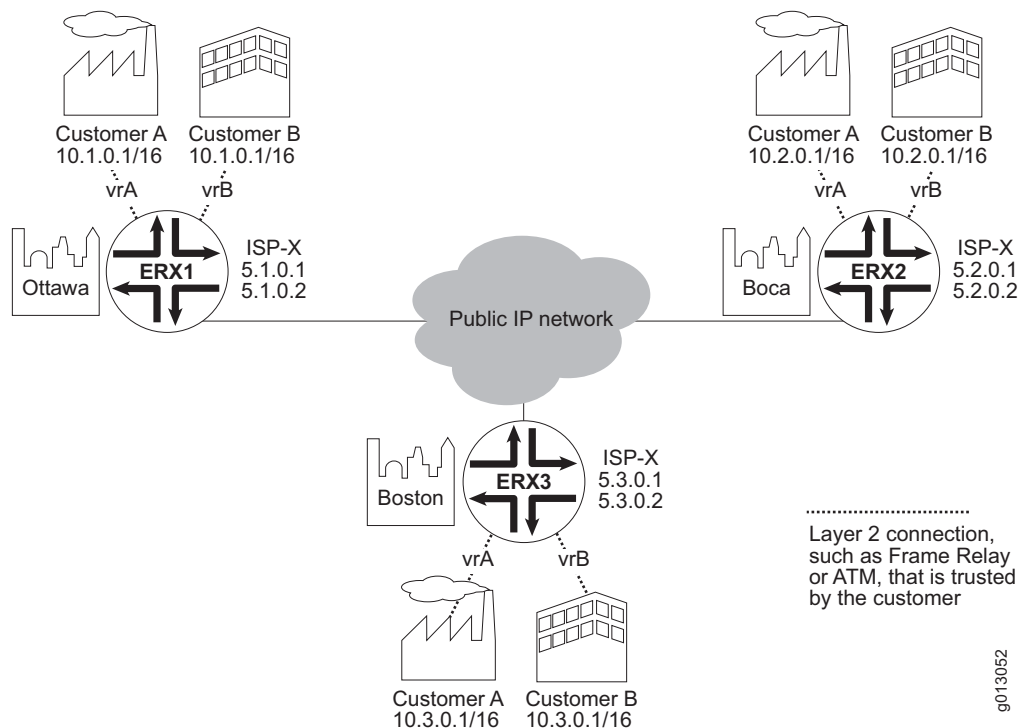 Customer A
10.1.0.1/16
Customer B
10.1.0.1/16
vrA
vrB
Ottawa
ERX1
ISP-X
5.1.0.1
5.1.0.2
Public IP network
Customer A
10.2.0.1/16
Customer B
10.2.0.1/16
vrA
vrB
Boca
ERX2
ISP-X
5.2.0.1
5.2.0.2
Boston
ERX3
ISP-X
5.3.0.1
5.3.0.2
vrA
vrB
Customer A
10.3.0.1/16
Customer B
10.3.0.1/16
Layer 2 connection,
such as Frame Relay
or ATM, that is trusted
by the customer
g013052